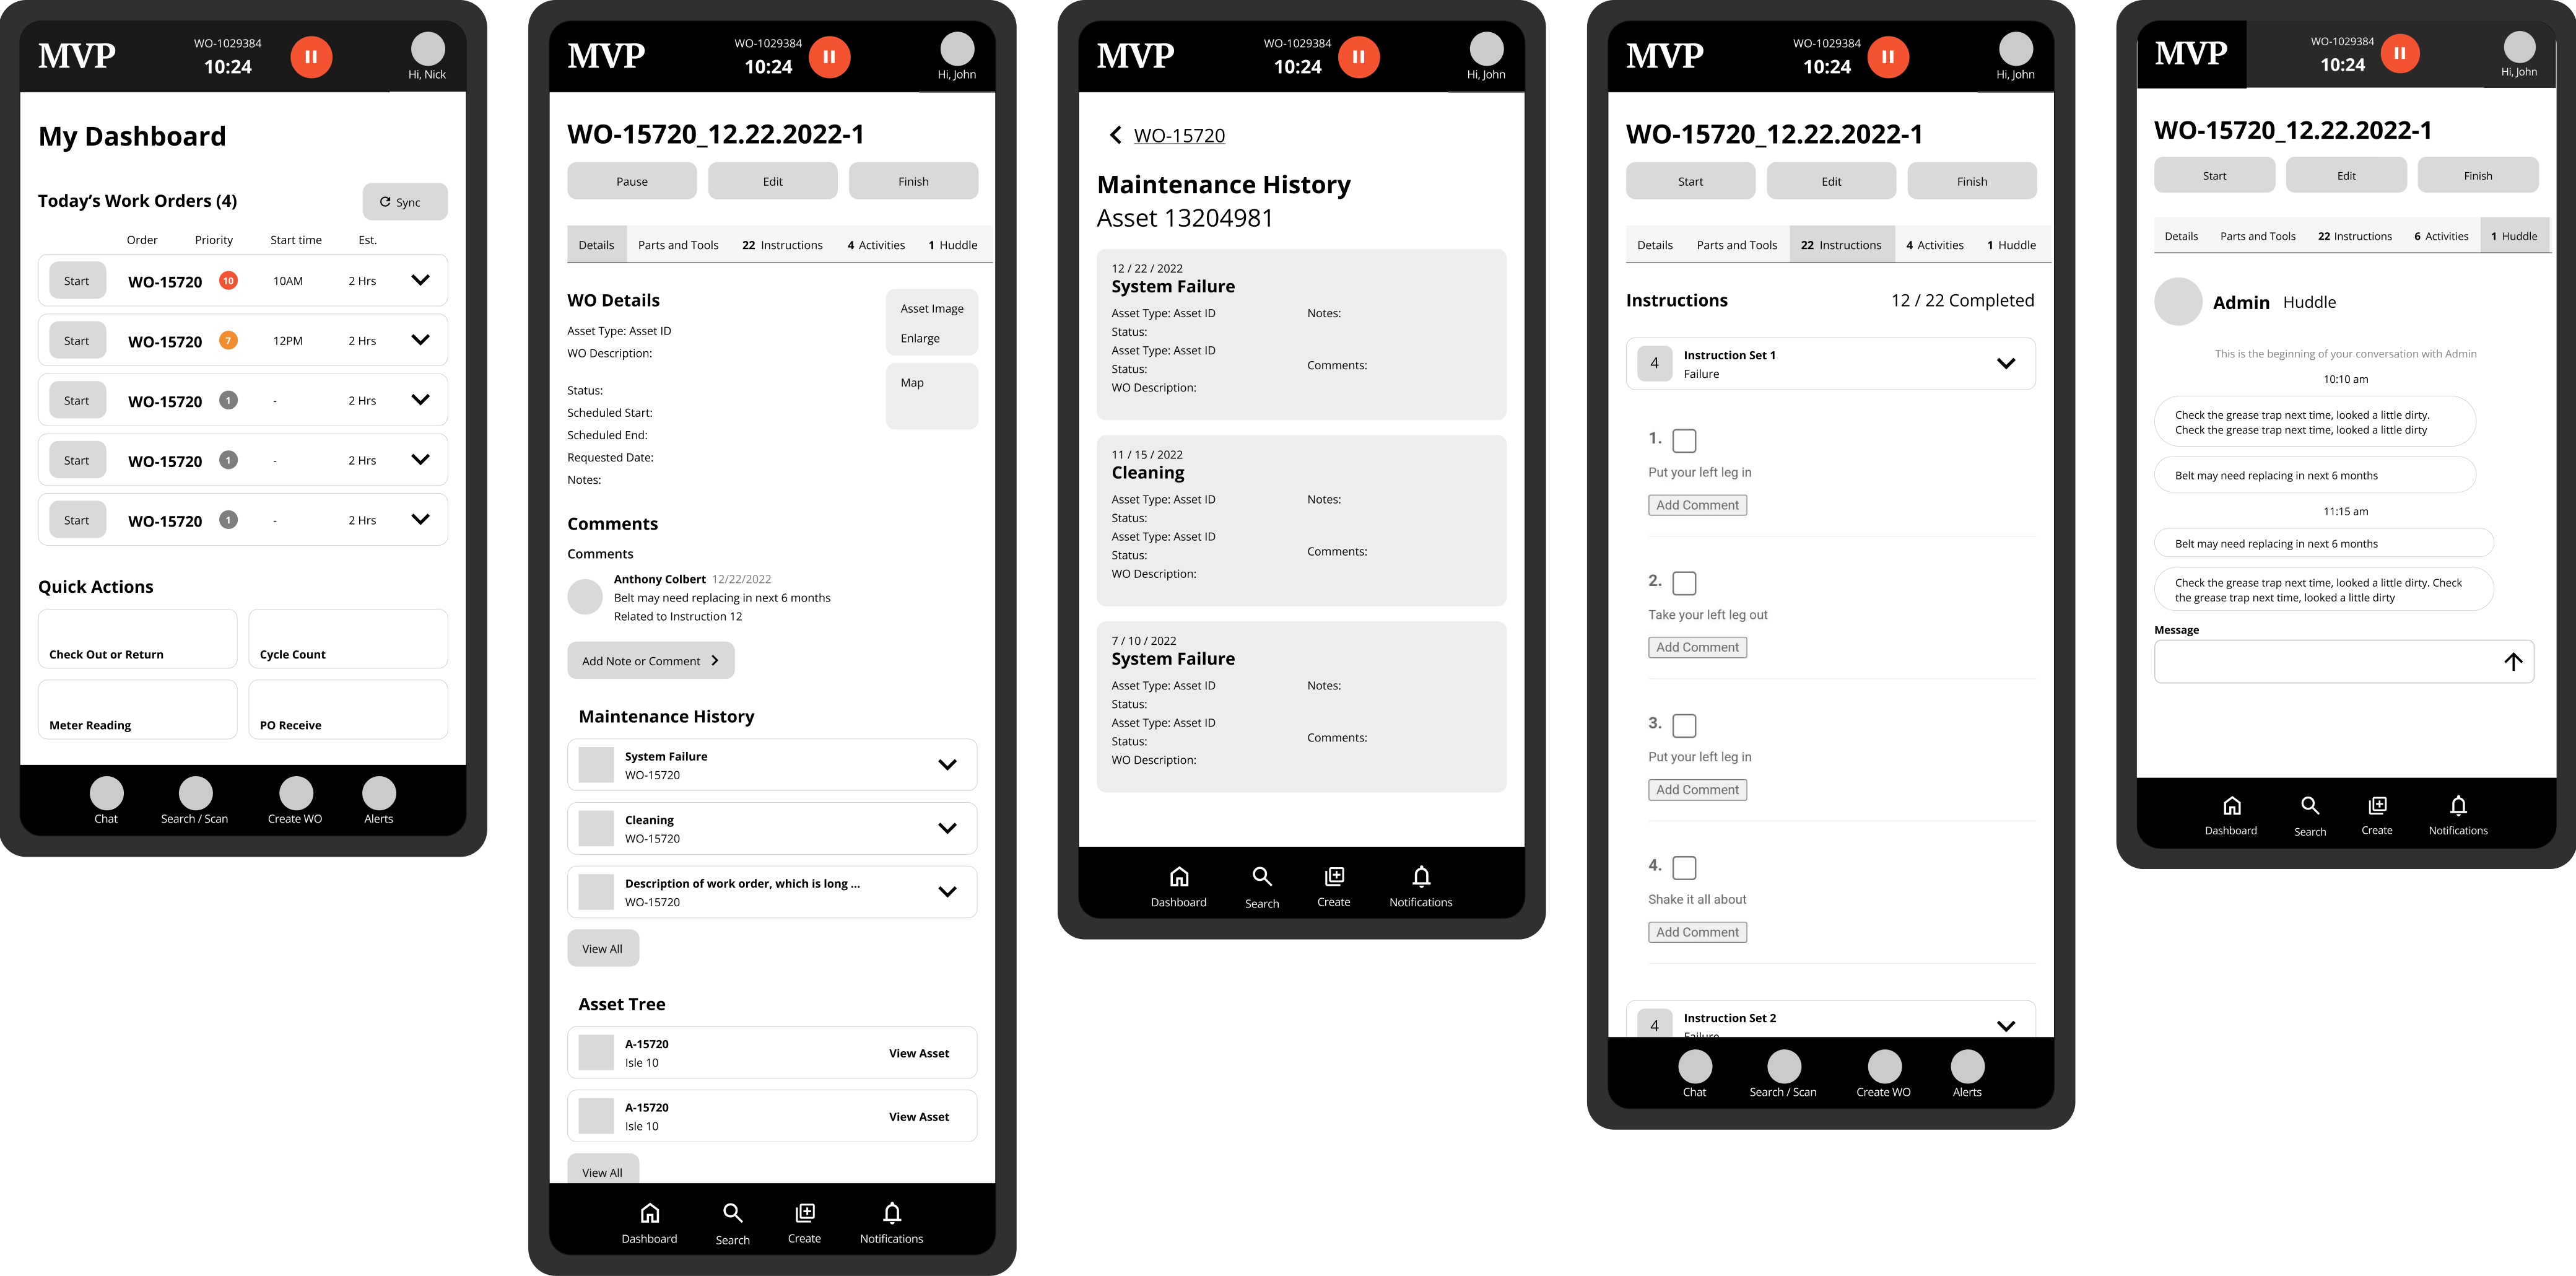 MVP
WO-1029384
10:24
Hi, Nick
My Dashboard
Today's Work Orders (4)
Sync
Order Priority Start time Est.
Start WO-15720 10 10AM 2 Hrs
Start WO-15720 7 12PM 2 Hrs
Start WO-15720 1 - 2 Hrs
Start WO-15720 1 - 2 Hrs
Start WO-15720 1 - 2 Hrs
Quick Actions
Check Out or Return
Cycle Count
Meter Reading
PO Receive
Chat Search / Scan Create WO Alerts
MVP
WO-1029384
10:24
Hi, John
WO-15720_12.22.2022-1
Pause Edit Finish
Details Parts and Tools 22 Instructions 4 Activities 1 Huddle
WO Details
Asset Type: Asset ID
WO Description:
Status:
Scheduled Start:
Scheduled End:
Requested Date:
Notes:
Asset Image
Enlarge
Map
Comments
Comments
Anthony Colbert 12/22/2022
Belt may need replacing in next 6 months
Related to Instruction 12
Add Note or Comment
Maintenance History
System Failure
WO-15720
Cleaning
WO-15720
Description of work order, which is long ...
WO-15720
View All
Asset Tree
A-15720
Isle 10
View Asset
A-15720
Isle 10
View Asset
View All
Dashboard Search Create Notifications
MVP
WO-1029384
10:24
Hi, John
WO-15720
Maintenance History
Asset 13204981
12 / 22 / 2022
System Failure
Asset Type: Asset ID
Status:
Asset Type: Asset ID
Status:
WO Description:
Notes:
Comments:
11 / 15 / 2022
Cleaning
Asset Type: Asset ID
Status:
Asset Type: Asset ID
Status:
WO Description:
Notes:
Comments:
7 / 10 / 2022
System Failure
Asset Type: Asset ID
Status:
Asset Type: Asset ID
Status:
WO Description:
Notes:
Comments:
Dashboard Search Create Notifications
MVP
WO-1029384
10:24
Hi, John
WO-15720_12.22.2022-1
Start Edit Finish
Details Parts and Tools 22 Instructions 4 Activities 1 Huddle
Instructions 12 / 22 Completed
4
Instruction Set 1
Failure
1.
Put your left leg in
Add Comment
2.
Take your left leg out
Add Comment
3.
Put your left leg in
Add Comment
4.
Shake it all about
Add Comment
4
Instruction Set 2
Failure
Chat Search / Scan Create WO Alerts
MVP
WO-1029384
10:24
Hi, John
WO-15720_12.22.2022-1
Start Edit Finish
Details Parts and Tools 22 Instructions 6 Activities 1 Huddle
Admin Huddle
This is the beginning of your conversation with Admin
10:10 am
Check the grease trap next time, looked a little dirty.
Check the grease trap next time, looked a little dirty
Belt may need replacing in next 6 months
11:15 am
Belt may need replacing in next 6 months
Check the grease trap next time, looked a little dirty. Check
the grease trap next time, looked a little dirty
Message
Dashboard Search Create Notifications